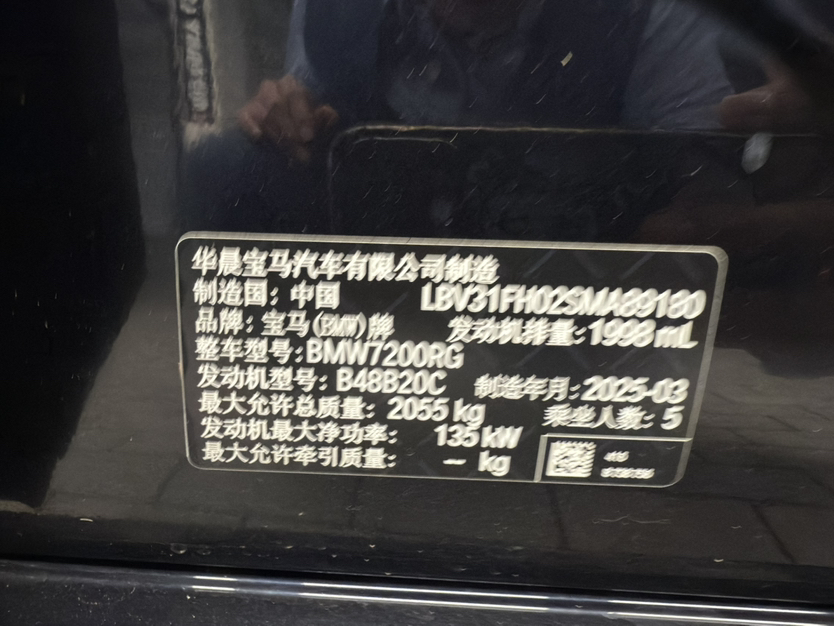 华晨宝马汽车有限公司制造
制造国：中国 LBV31FH02SMA89180
品牌：宝马(BMW)牌 发动机排量：1998 mL
整车型号：BMW7200RG
发动机型号：B48B20C 制造年月：2025-03
最大允许总质量：2055 kg 乘坐人数：5
发动机最大净功率：135 kW
最大允许牵引质量：-- kg